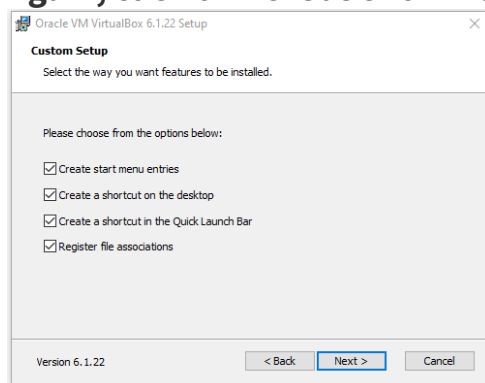 Oracle VM VirtualBox 6.1.22 Setup
Custom Setup
Select the way you want features to be installed.
Please choose from the options below:
Create start menu entries
Create a shortcut on the desktop
Create a shortcut in the Quick Launch Bar
Register file associations
Version 6.1.22
< Back Next > Cancel